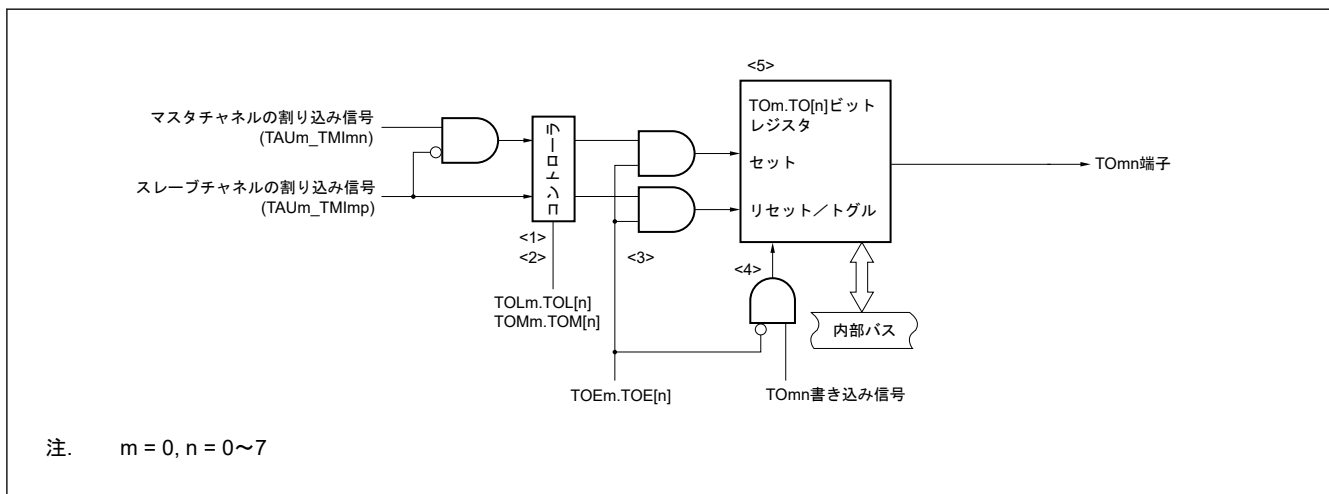 <5>
マスタチャネルの割り込み信号
(TAUm_TMImn)
スレーブチャネルの割り込み信号
(TAUm_TMImp)
コントローラ
TOm.TO[n]ビット
レジスタ
セット
リセット／トグル
TOmn端子
<1>
<2>
<3>
<4>
TOLm.TOL[n]
TOMm.TOM[n]
内部バス
TOEm.TOE[n]
TOmn書き込み信号
注. m = 0, n = 0～7